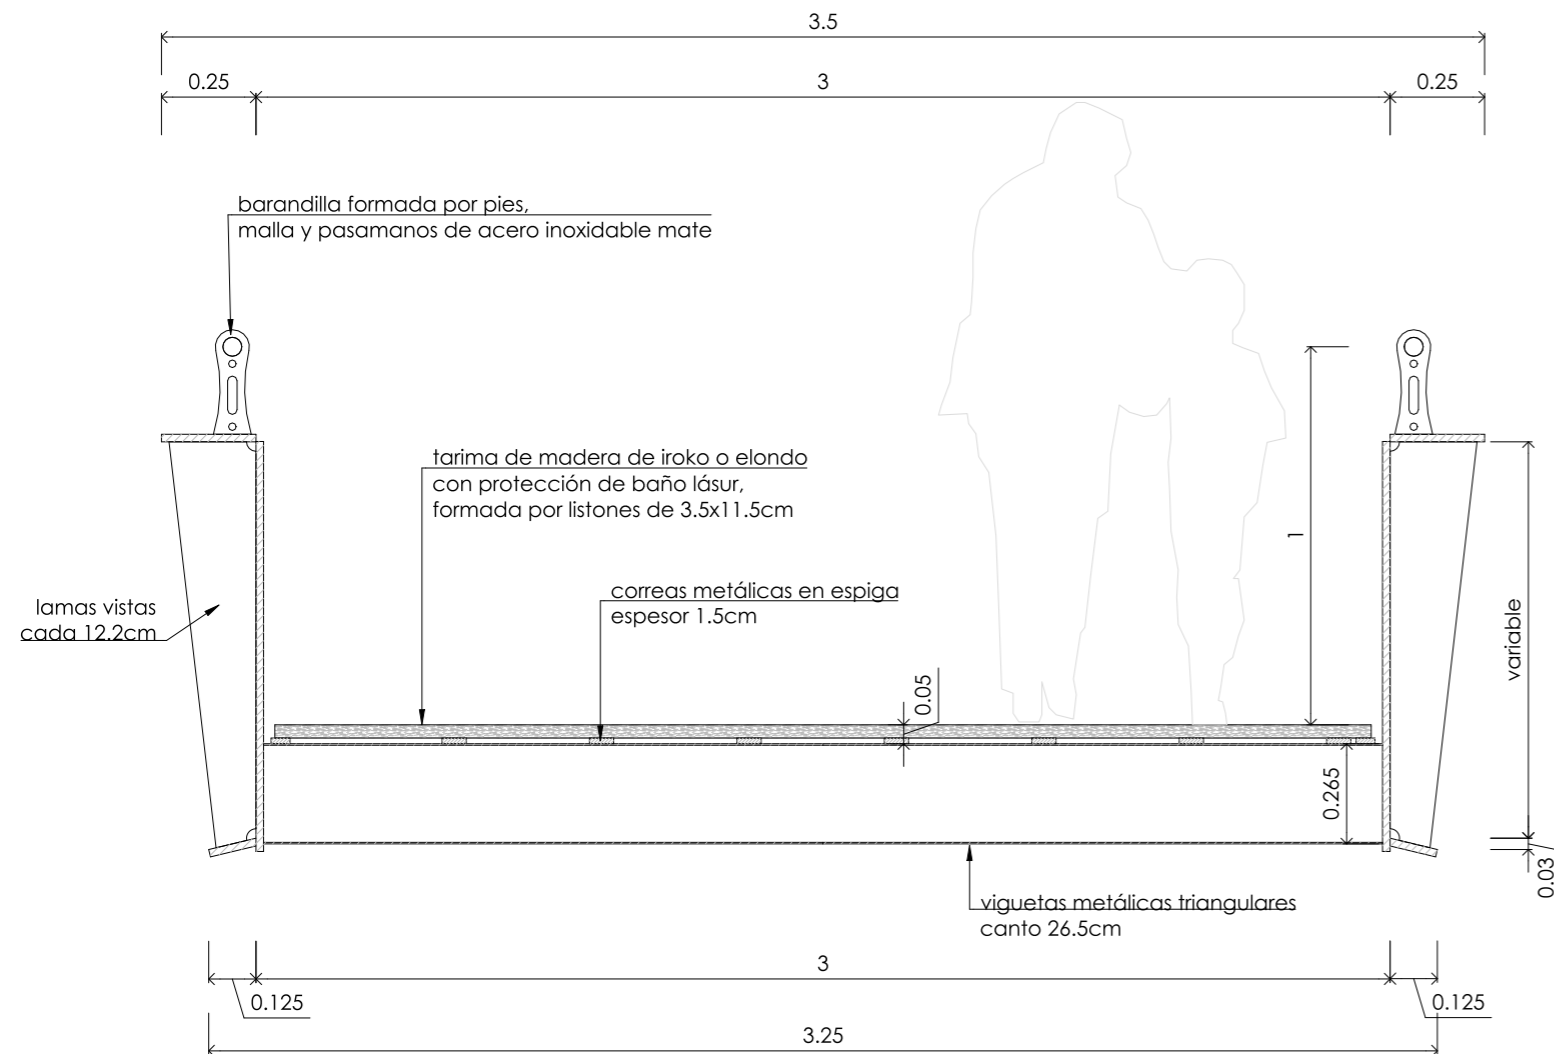 3.5
0.25
3
0.25
barandilla formada por pies,
malla y pasamanos de acero inoxidable mate
tarima de madera de iroko o elondo
con protección de baño lásur,
formada por listones de 3.5x11.5cm
1
correas metálicas en espiga
espesor 1.5cm
lamas vistas
cada 12.2cm
variable
0.05
0.265
0.03
viguetas metálicas triangulares
canto 26.5cm
3
0.125
0.125
3.25